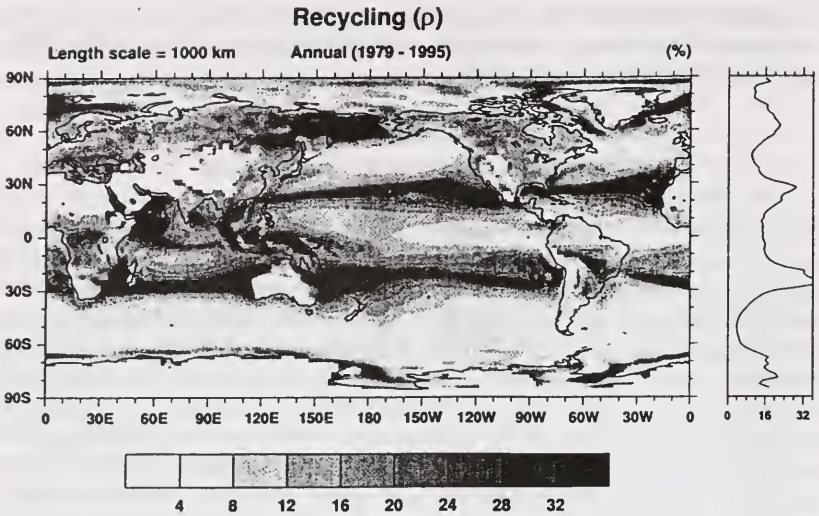 Recycling (ρ)
Length scale = 1000 km Annual (1979 - 1995) (%)
90N
60N
30N
0
30S
60S
90S
0 30E 60E 90E 120E 150E 180 150W 120W 90W 60W 30W 0
0 16 32
4 8 12 16 20 24 28 32